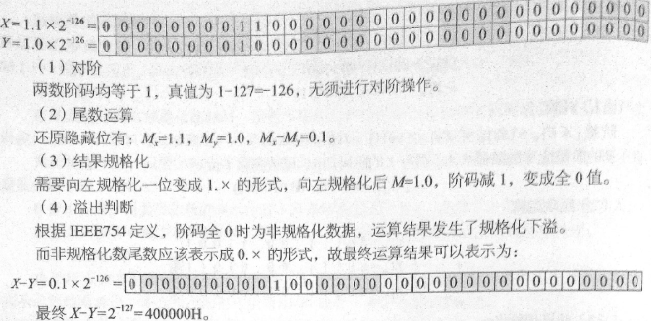 X=1.1×2⁻¹²⁶=0 0 0 0 0 0 0 0 1 1 0 0 0 0 0 0 0 0 0 0 0 0 0 0 0 0 0 0 0 0 0 0
Y=1.0×2⁻¹²⁶=0 0 0 0 0 0 0 0 1 0 0 0 0 0 0 0 0 0 0 0 0 0 0 0 0 0 0 0 0 0 0 0
（1）对阶
两数阶码均等于 1，真值为 1-127=-126，无须进行对阶操作。
（2）尾数运算
还原隐藏位有：Mₓ=1.1，Mᵧ=1.0，Mₓ-Mᵧ=0.1。
（3）结果规格化
需要向左规格化一位变成 1.× 的形式，向左规格化后 M=1.0，阶码减 1，变成全 0 值。
（4）溢出判断
根据 IEEE754 定义，阶码全 0 时为非规格化数据，运算结果发生了规格化下溢。
而非规格化数尾数应该表示成 0.× 的形式，故最终运算结果可以表示为：
X-Y=0.1×2⁻¹²⁶=0 0 0 0 0 0 0 0 0 1 0 0 0 0 0 0 0 0 0 0 0 0 0 0 0 0 0 0 0 0 0 0
最终 X-Y=2⁻¹²⁷=400000H。